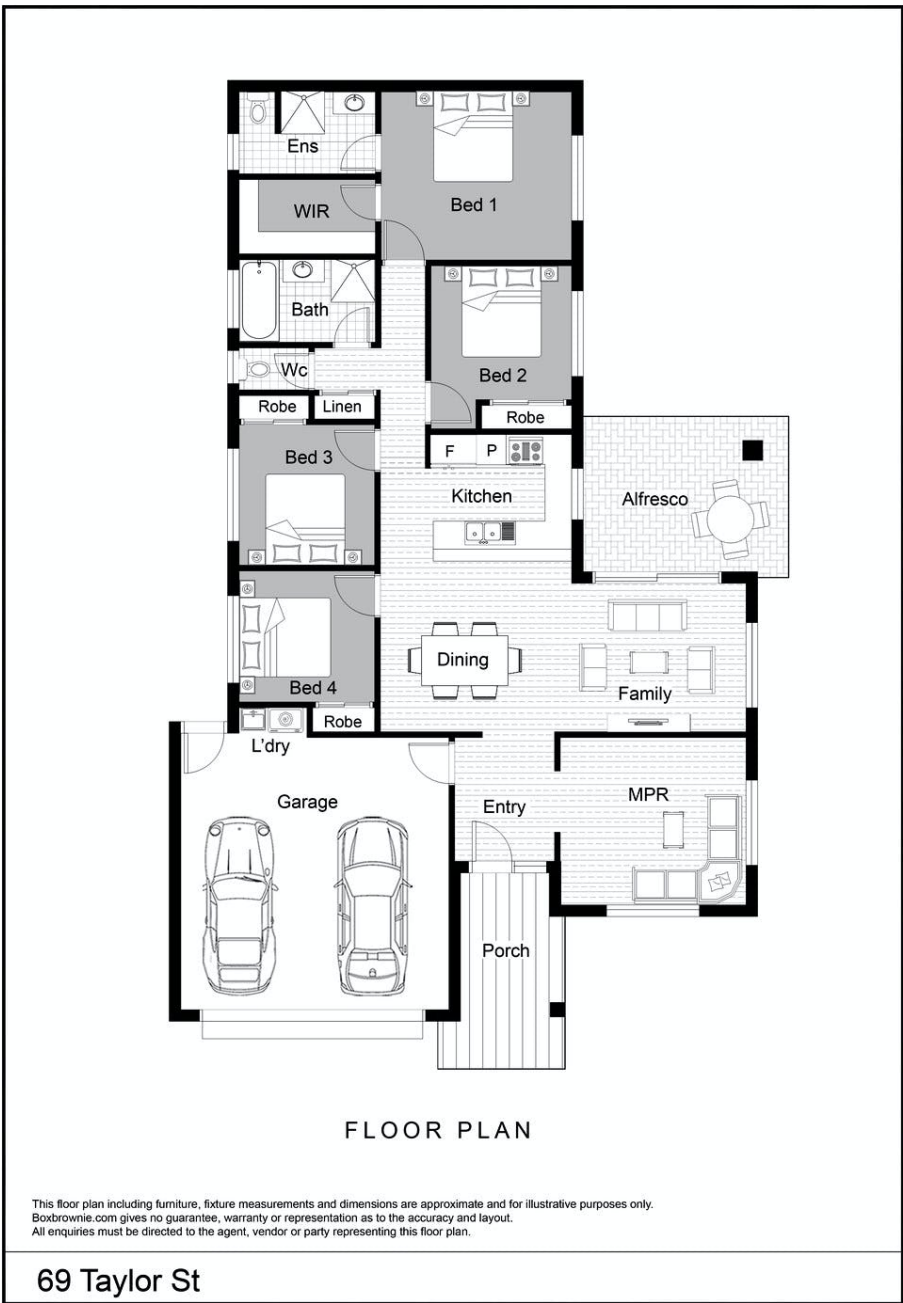 Ens
Bed 1
WIR
Bath
Bed 2
Wc
Robe
Linen
Robe
Bed 3
F
P
Kitchen
Alfresco
Dining
Family
Bed 4
Robe
L'dry
Garage
Entry
MPR
Porch
FLOOR PLAN
This floor plan including furniture, fixture measurements and dimensions are approximate and for illustrative purposes only.
Boxbrownie.com gives no guarantee, warranty or representation as to the accuracy and layout.
All enquiries must be directed to the agent, vendor or party representing this floor plan.
69 Taylor St